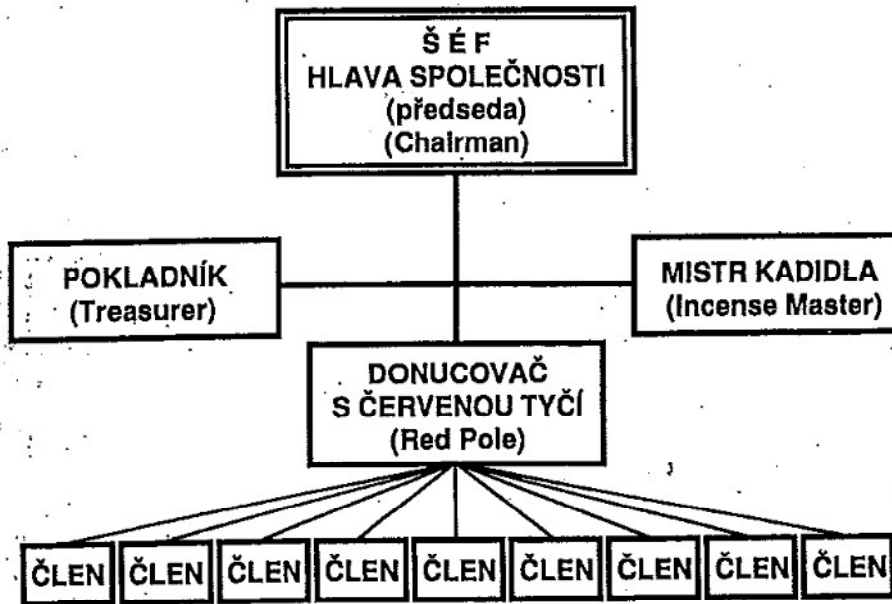 Š É F
HLAVA SPOLEČNOSTI
(předseda)
(Chairman)
POKLADNÍK
(Treasurer)
MISTR KADIDLA
(Incense Master)
DONUCOVAČ
S ČERVENOU TYČÍ
(Red Pole)
ČLEN ČLEN ČLEN ČLEN ČLEN ČLEN ČLEN ČLEN ČLEN